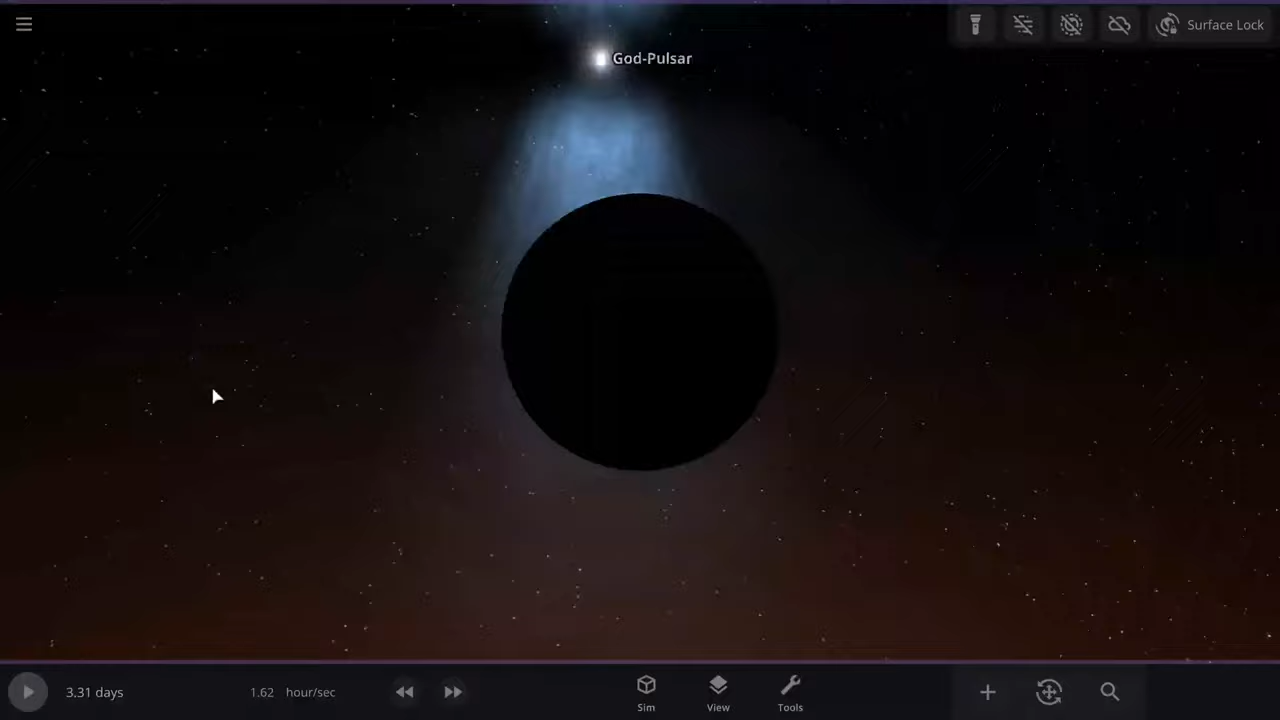 God-Pulsar
Surface Lock
3.31 days
1.62 hour/sec
Sim
View
Tools